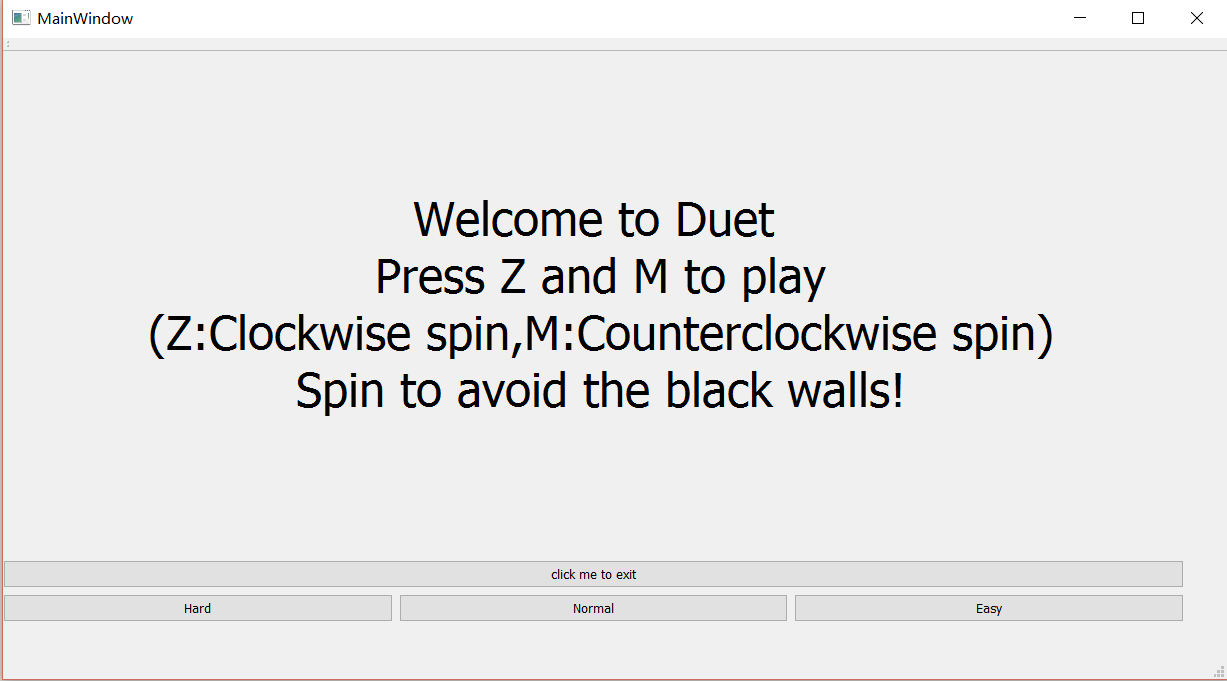 MainWindow
Welcome to Duet
Press Z and M to play
(Z:Clockwise spin,M:Counterclockwise spin)
Spin to avoid the black walls!
click me to exit
Hard
Normal
Easy